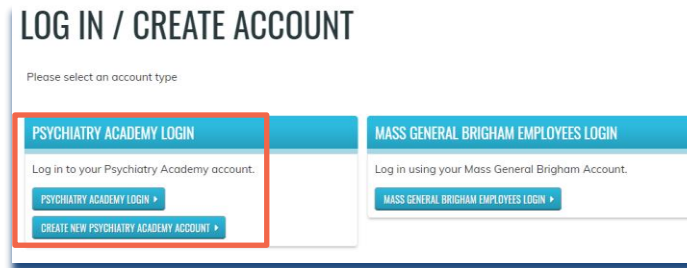 LOG IN / CREATE ACCOUNT
Please select an account type
PSYCHIATRY ACADEMY LOGIN
Log in to your Psychiatry Academy account.
PSYCHIATRY ACADEMY LOGIN
CREATE NEW PSYCHIATRY ACADEMY ACCOUNT
MASS GENERAL BRIGHAM EMPLOYEES LOGIN
Log in using your Mass General Brigham Account.
MASS GENERAL BRIGHAM EMPLOYEES LOGIN